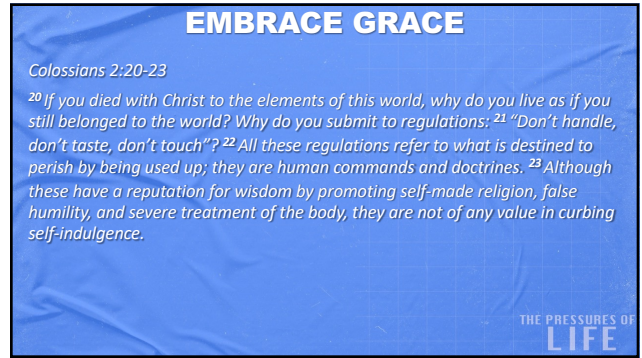 EMBRACE GRACE
Colossians 2:20-23
20 If you died with Christ to the elements of this world, why do you live as if you
still belonged to the world? Why do you submit to regulations: 21 “Don’t handle,
don’t taste, don’t touch”? 22 All these regulations refer to what is destined to
perish by being used up; they are human commands and doctrines. 23 Although
these have a reputation for wisdom by promoting self-made religion, false
humility, and severe treatment of the body, they are not of any value in curbing
self-indulgence.
THE PRESSURES OF
LIFE